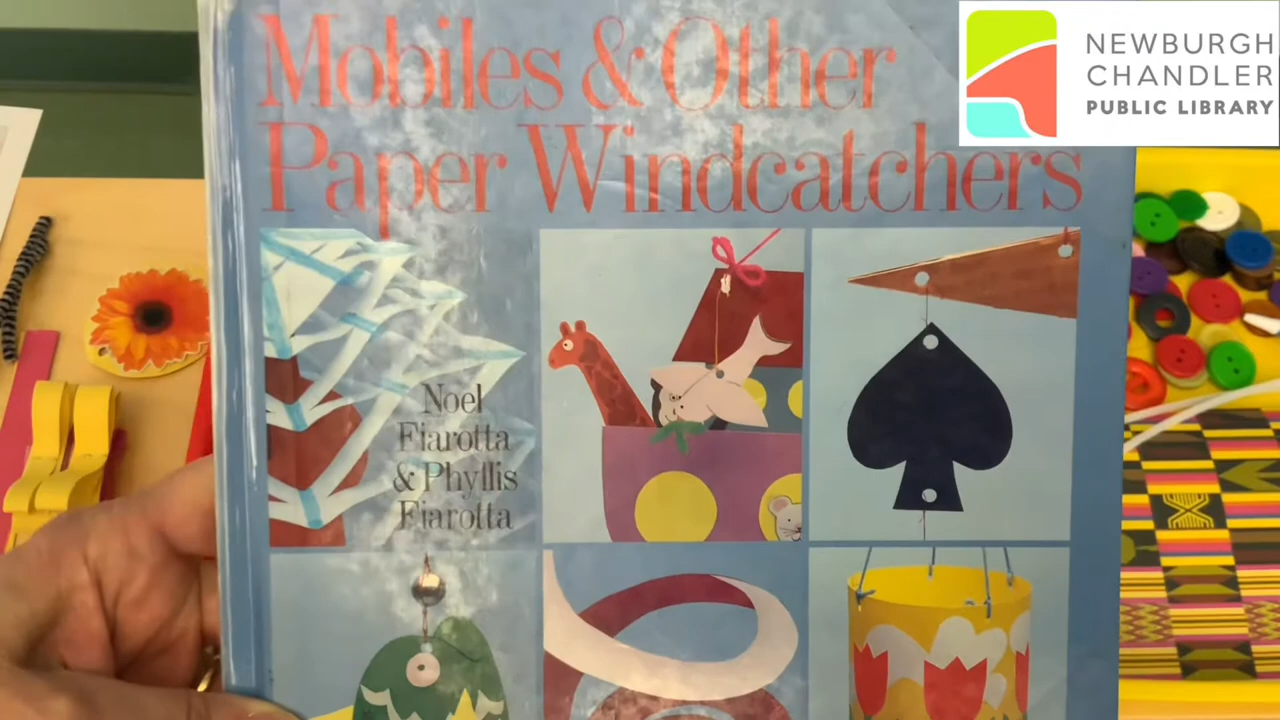 Mobiles & Other
Paper Windcatchers
Noel
Fiarotta
& Phyllis
Fiarotta
NEWBURGH
CHANDLER
PUBLIC LIBRARY